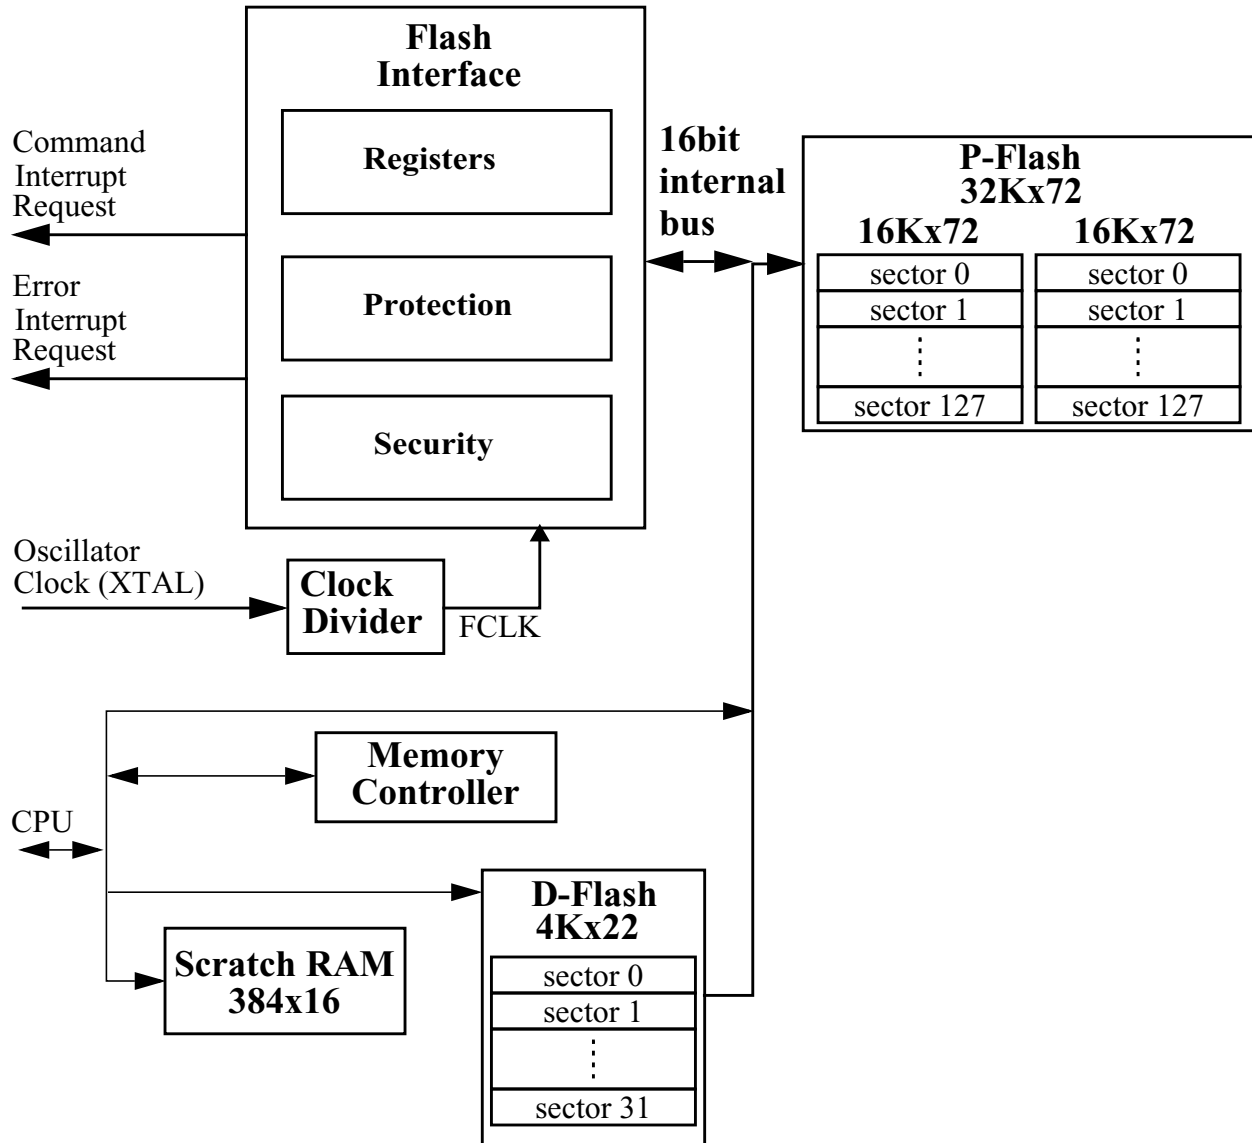 Flash
Interface
Registers
Protection
Security
Command
Interrupt
Request
Error
Interrupt
Request
16bit
internal
bus
P-Flash
32Kx72
16Kx72
16Kx72
sector 0
sector 0
sector 1
sector 1
sector 127
sector 127
Oscillator
Clock (XTAL)
Clock
Divider
FCLK
Memory
Controller
CPU
D-Flash
4Kx22
sector 0
sector 1
sector 31
Scratch RAM
384x16